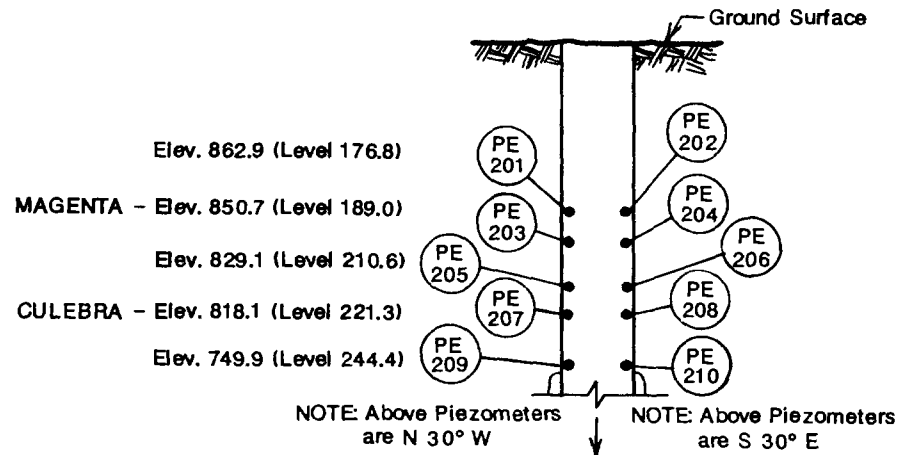 Ground Surface
PE 201
PE 202
Elev. 862.9 (Level 176.8)
MAGENTA - Elev. 850.7 (Level 189.0)
PE 203
PE 204
Elev. 829.1 (Level 210.6)
PE 205
PE 206
CULEBRA - Elev. 818.1 (Level 221.3)
PE 207
PE 208
Elev. 749.9 (Level 244.4)
PE 209
PE 210
NOTE: Above Piezometers
are N 30° W
NOTE: Above Piezometers
are S 30° E